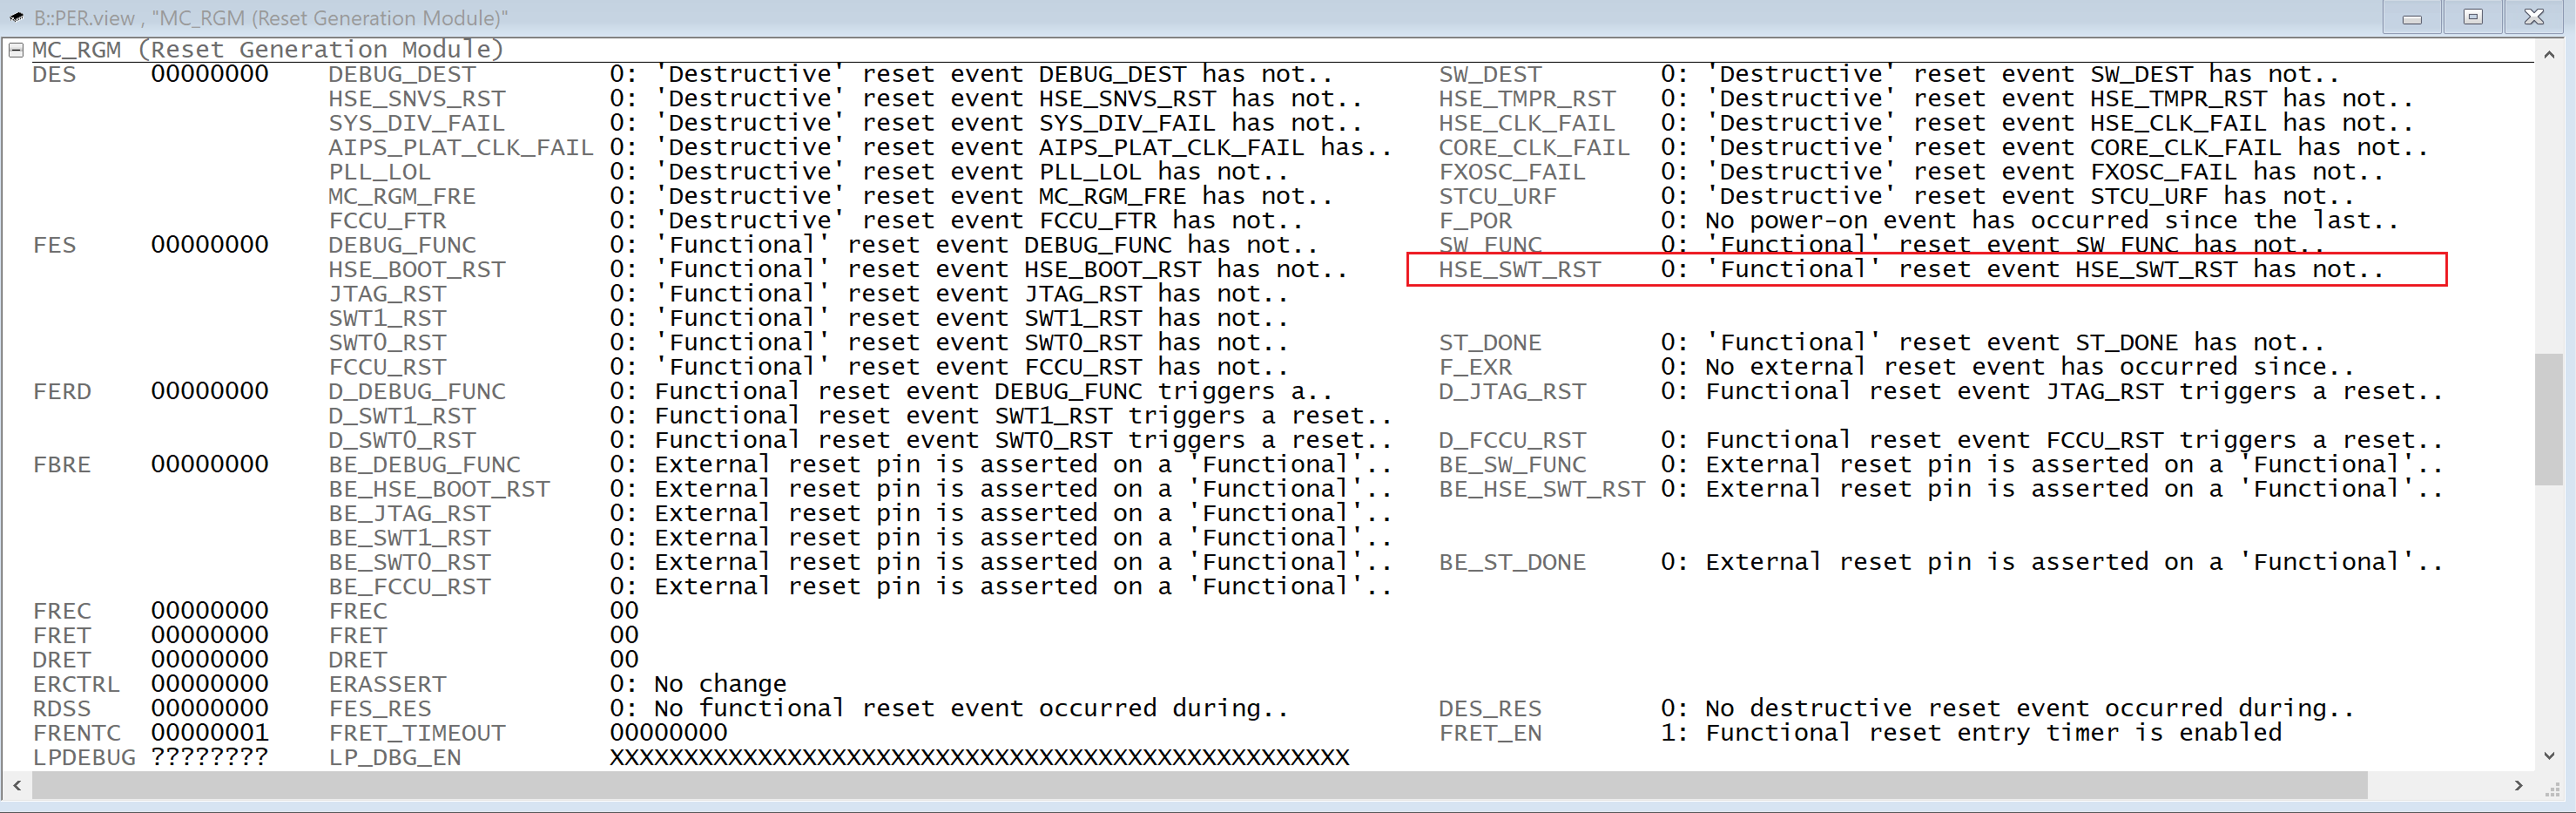 B::PER.view , "MC_RGM (Reset Generation Module)"
MC_RGM (Reset Generation Module)
DES 00000000 DEBUG_DEST 0: 'Destructive' reset event DEBUG_DEST has not.. SW_DEST 0: 'Destructive' reset event SW_DEST has not..
HSE_SNVS_RST 0: 'Destructive' reset event HSE_SNVS_RST has not.. HSE_TMPR_RST 0: 'Destructive' reset event HSE_TMPR_RST has not..
SYS_DIV_FAIL 0: 'Destructive' reset event SYS_DIV_FAIL has not.. HSE_CLK_FAIL 0: 'Destructive' reset event HSE_CLK_FAIL has not..
AIPS_PLAT_CLK_FAIL 0: 'Destructive' reset event AIPS_PLAT_CLK_FAIL has.. CORE_CLK_FAIL 0: 'Destructive' reset event CORE_CLK_FAIL has not..
PLL_LOL 0: 'Destructive' reset event PLL_LOL has not.. FXOSC_FAIL 0: 'Destructive' reset event FXOSC_FAIL has not..
MC_RGM_FRE 0: 'Destructive' reset event MC_RGM_FRE has not.. STCU_URF 0: 'Destructive' reset event STCU_URF has not..
FCCU_FTR 0: 'Destructive' reset event FCCU_FTR has not.. F_POR 0: No power-on event has occurred since the last..
FES 00000000 DEBUG_FUNC 0: 'Functional' reset event DEBUG_FUNC has not.. SW_FUNC 0: 'Functional' reset event SW_FUNC has not..
HSE_BOOT_RST 0: 'Functional' reset event HSE_BOOT_RST has not.. HSE_SWT_RST 0: 'Functional' reset event HSE_SWT_RST has not..
JTAG_RST 0: 'Functional' reset event JTAG_RST has not..
SWT1_RST 0: 'Functional' reset event SWT1_RST has not..
SWT0_RST 0: 'Functional' reset event SWT0_RST has not.. ST_DONE 0: 'Functional' reset event ST_DONE has not..
FCCU_RST 0: 'Functional' reset event FCCU_RST has not.. F_EXR 0: No external reset event has occurred since..
FERD 00000000 D_DEBUG_FUNC 0: Functional reset event DEBUG_FUNC triggers a.. D_JTAG_RST 0: Functional reset event JTAG_RST triggers a reset..
D_SWT1_RST 0: Functional reset event SWT1_RST triggers a reset..
D_SWT0_RST 0: Functional reset event SWT0_RST triggers a reset.. D_FCCU_RST 0: Functional reset event FCCU_RST triggers a reset..
FBRE 00000000 BE_DEBUG_FUNC 0: External reset pin is asserted on a 'Functional'.. BE_SW_FUNC 0: External reset pin is asserted on a 'Functional'..
BE_HSE_BOOT_RST 0: External reset pin is asserted on a 'Functional'.. BE_HSE_SWT_RST 0: External reset pin is asserted on a 'Functional'..
BE_JTAG_RST 0: External reset pin is asserted on a 'Functional'..
BE_SWT1_RST 0: External reset pin is asserted on a 'Functional'..
BE_SWT0_RST 0: External reset pin is asserted on a 'Functional'.. BE_ST_DONE 0: External reset pin is asserted on a 'Functional'..
BE_FCCU_RST 0: External reset pin is asserted on a 'Functional'..
FREC 00000000 FREC 00
FRET 00000000 FRET 00
DRET 00000000 DRET 00
ERCTRL 00000000 ERASSERT 0: No change
RDSS 00000000 FES_RES 0: No functional reset event occurred during.. DES_RES 0: No destructive reset event occurred during..
FRENTC 00000001 FRET_TIMEOUT 00000000 FRET_EN 1: Functional reset entry timer is enabled
LPDEBUG ???????? LP_DBG_EN XXXXXXXXXXXXXXXXXXXXXXXXXXXXXXXXXXXXXXXXXXXXXXXXXX